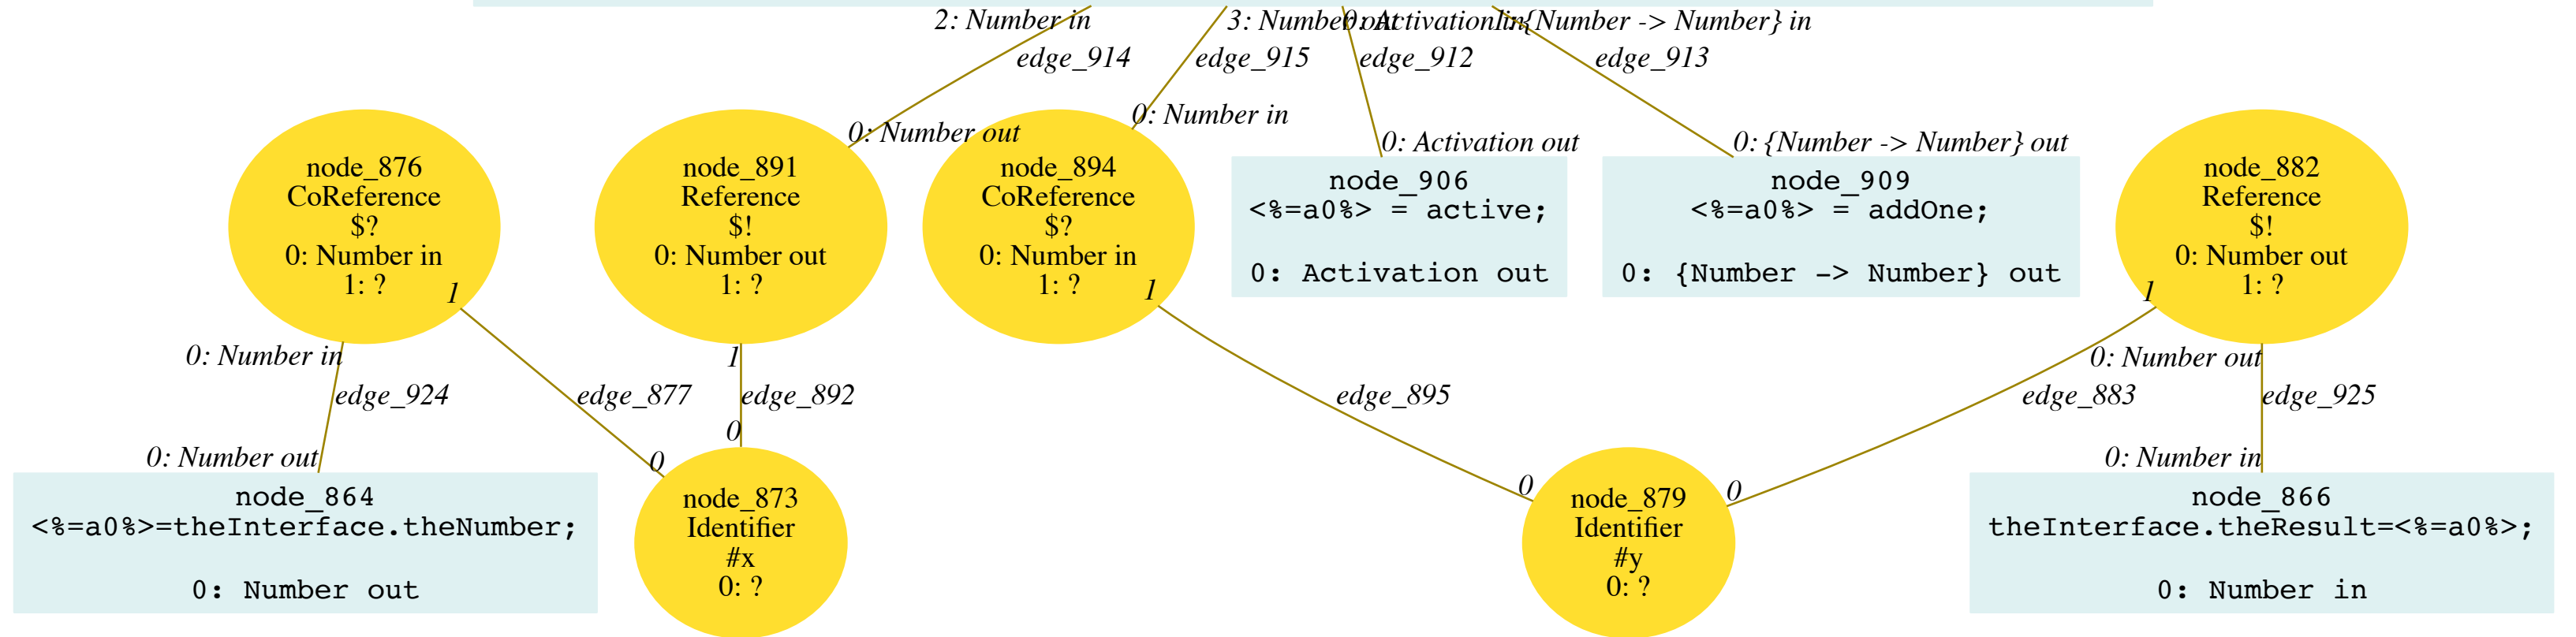 2: Number in
3: Number out
0: Activation in
1: {Number -> Number} in
edge_914
edge_915
edge_912
edge_913
0: Number out
0: Number in
0: Activation out
0: {Number -> Number} out
node_876
CoReference
$?
0: Number in
1: ?
1
node_891
Reference
$!
0: Number out
1: ?
1
node_894
CoReference
$?
0: Number in
1: ?
1
node_906
<%=a0%> = active;
0: Activation out
node_909
<%=a0%> = addOne;
0: {Number -> Number} out
node_882
Reference
$!
0: Number out
1: ?
1
0: Number in
0: Number out
edge_924
edge_877
edge_892
edge_895
edge_883
edge_925
0: Number out
0
0
0
0
0: Number in
node_864
<%=a0%>=theInterface.theNumber;
0: Number out
node_873
Identifier
#x
0: ?
node_879
Identifier
#y
0: ?
node_866
theInterface.theResult=<%=a0%>;
0: Number in